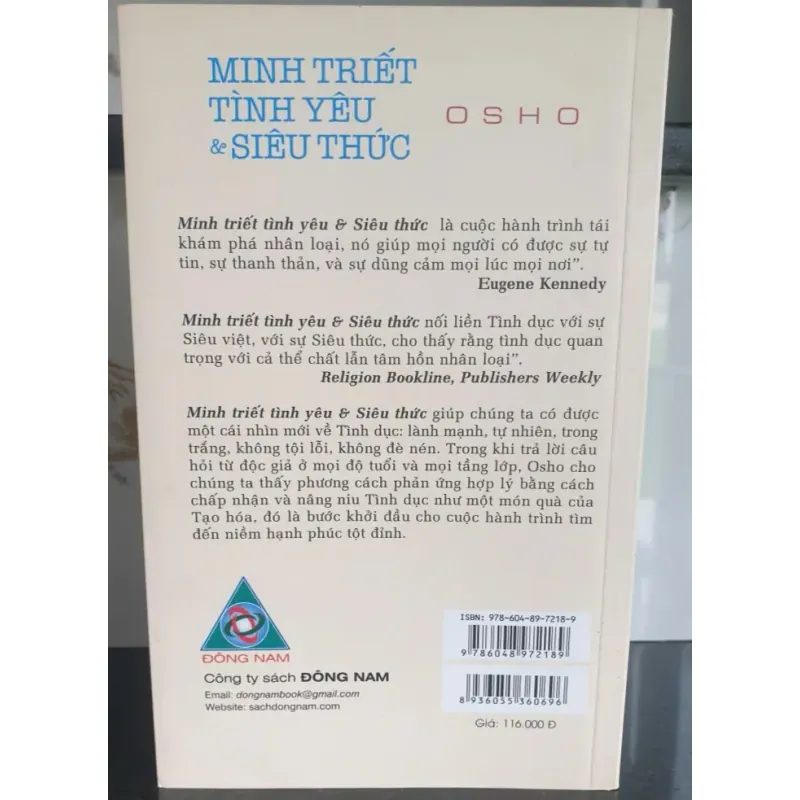 MINH TRIẾT
TÌNH YÊU
& SIÊU THỨC
OSHO
Minh triết tình yêu & Siêu thức là cuộc hành trình tái
khám phá nhân loại, nó giúp mọi người có được sự tự
tin, sự thanh thản, và sự dũng cảm mọi lúc mọi nơi”.
Eugene Kennedy
Minh triết tình yêu & Siêu thức nối liền Tình dục với sự
Siêu việt, với sự Siêu thức, cho thấy rằng tình dục quan
trọng với cả thể chất lẫn tâm hồn nhân loại”.
Religion Bookline, Publishers Weekly
Minh triết tình yêu & Siêu thức giúp chúng ta có được
một cái nhìn mới về Tình dục: lành mạnh, tự nhiên, trong
trắng, không tội lỗi, không đè nén. Trong khi trả lời câu
hỏi từ độc giả ở mọi độ tuổi và mọi tầng lớp, Osho cho
chúng ta thấy phương cách phản ứng hợp lý bằng cách
chấp nhận và nâng niu Tình dục như một món quà của
Tạo hóa, đó là bước khởi đầu cho cuộc hành trình tìm
đến niềm hạnh phúc tột đỉnh.
ĐÔNG NAM
Công ty sách ĐÔNG NAM
Email: dongnambook@gmail.com
Website: sachdongnam.com
ISBN: 978-604-89-7218-9
9 786048 972189
8 936055 360696
Giá: 116.000 Đ